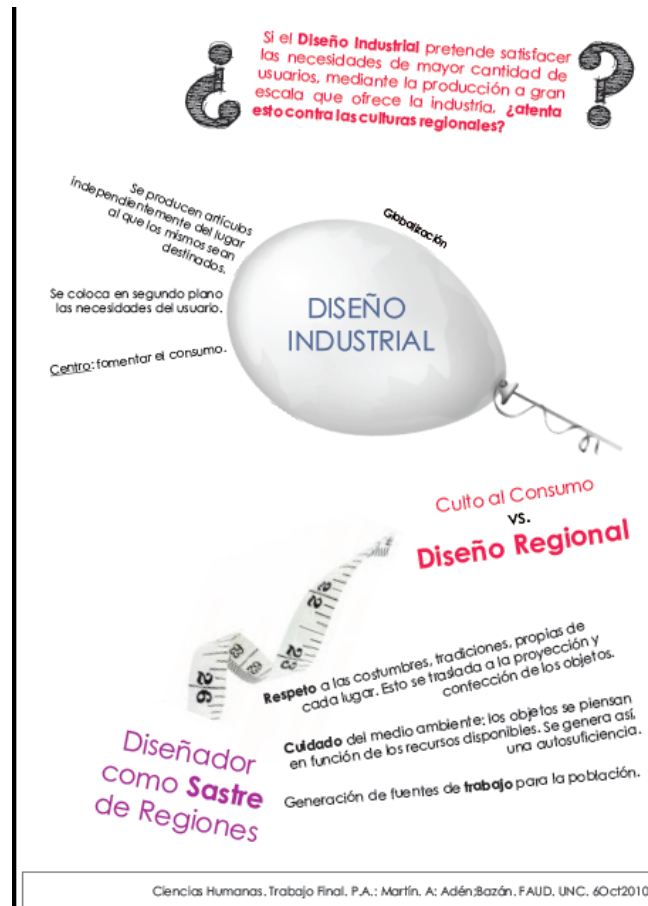 ¿
Si el Diseño Industrial pretende satisfacer
las necesidades de mayor cantidad de
usuarios, mediante la producción a gran
escala que ofrece la industria, ¿atenta
esto contra las culturas regionales?
?
Se producen artículos
independientemente del lugar
al que los mismos sean
destinados.
Globalización
Se coloca en segundo plano
las necesidades del usuario.
Centro: fomentar el consumo.
DISEÑO
INDUSTRIAL
Culto al Consumo
vs.
Diseño Regional
22
23
23
26
Respeto a las costumbres, tradiciones, propias de
cada lugar. Esto se traslada a la proyección y
confección de los objetos.
Cuidado del medio ambiente: los objetos se piensan
en función de los recursos disponibles. Se genera así,
una autosuficiencia.
Generación de fuentes de trabajo para la población.
Diseñador
como Sastre
de Regiones
Ciencias Humanas. Trabajo Final. P.A.: Martín. A: Adén;Bazán. FAUD. UNC. 6Oct2010